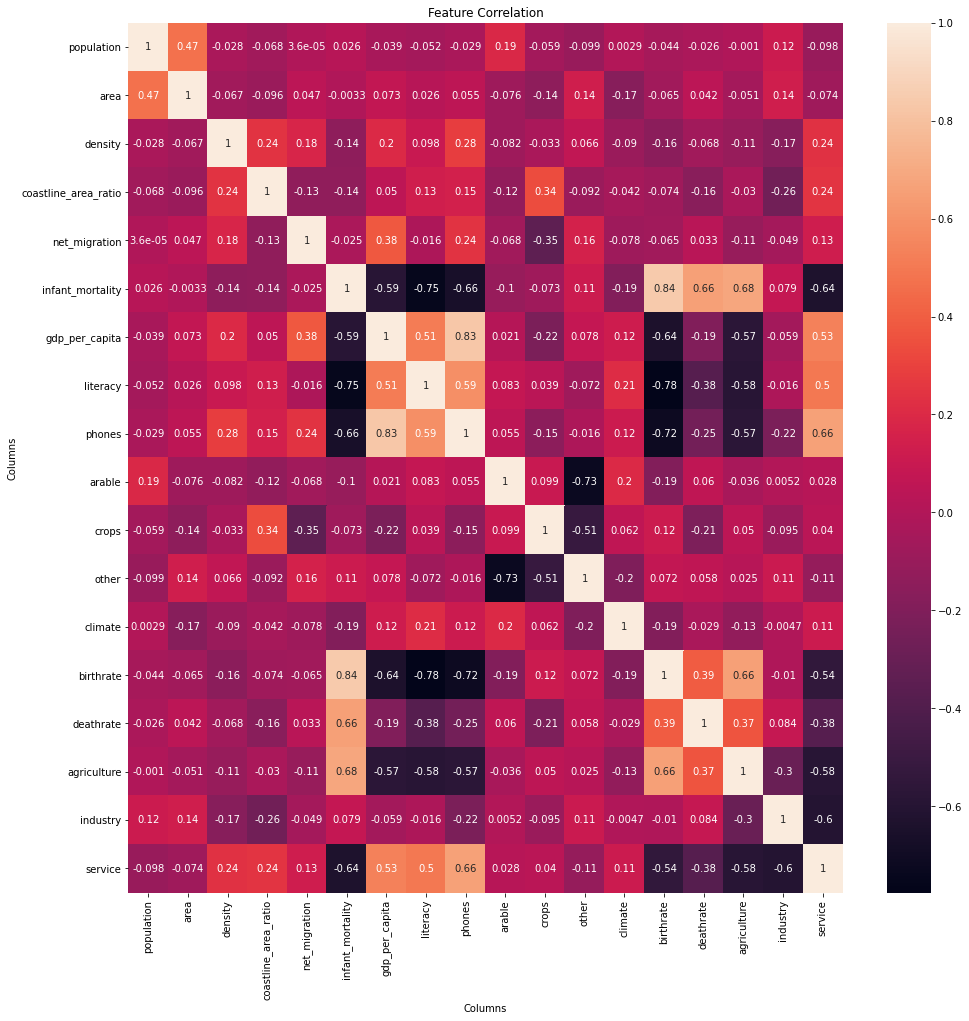 Feature Correlation
population 1 0.47 -0.028 -0.068 3.6e-05 0.026 -0.039 -0.052 -0.029 0.19 -0.059 -0.099 0.0029 -0.044 -0.026 -0.001 0.12 -0.098
area 0.47 1 -0.067 -0.096 0.047 -0.0033 0.073 0.026 0.055 -0.076 -0.14 0.14 -0.17 -0.065 0.042 -0.051 0.14 -0.074
density -0.028 -0.067 1 0.24 0.18 -0.14 0.2 0.098 0.28 -0.082 -0.033 0.066 -0.09 -0.16 -0.068 -0.11 -0.17 0.24
coastline_area_ratio -0.068 -0.096 0.24 1 -0.13 -0.14 0.05 0.13 0.15 -0.12 0.34 -0.092 -0.042 -0.074 -0.16 -0.03 -0.26 0.24
net_migration 3.6e-05 0.047 0.18 -0.13 1 -0.025 0.38 -0.016 0.24 -0.068 -0.35 0.16 -0.078 -0.065 0.033 -0.11 -0.049 0.13
infant_mortality 0.026 -0.0033 -0.14 -0.14 -0.025 1 -0.59 -0.75 -0.66 -0.1 -0.073 0.11 -0.19 0.84 0.66 0.68 0.079 -0.64
gdp_per_capita -0.039 0.073 0.2 0.05 0.38 -0.59 1 0.51 0.83 0.021 -0.22 0.078 0.12 -0.64 -0.19 -0.57 -0.059 0.53
literacy -0.052 0.026 0.098 0.13 -0.016 -0.75 0.51 1 0.59 0.083 0.039 -0.072 0.21 -0.78 -0.38 -0.58 -0.016 0.5
phones -0.029 0.055 0.28 0.15 0.24 -0.66 0.83 0.59 1 0.055 -0.15 -0.016 0.12 -0.72 -0.25 -0.57 -0.22 0.66
arable 0.19 -0.076 -0.082 -0.12 -0.068 -0.1 0.021 0.083 0.055 1 0.099 -0.73 0.2 -0.19 0.06 -0.036 0.0052 0.028
crops -0.059 -0.14 -0.033 0.34 -0.35 -0.073 -0.22 0.039 -0.15 0.099 1 -0.51 0.062 0.12 -0.21 0.05 -0.095 0.04
other -0.099 0.14 0.066 -0.092 0.16 0.11 0.078 -0.072 -0.016 -0.73 -0.51 1 -0.2 0.072 0.058 0.025 0.11 -0.11
climate 0.0029 -0.17 -0.09 -0.042 -0.078 -0.19 0.12 0.21 0.12 0.2 0.062 -0.2 1 -0.19 -0.029 -0.13 -0.0047 0.11
birthrate -0.044 -0.065 -0.16 -0.074 -0.065 0.84 -0.64 -0.78 -0.72 -0.19 0.12 0.072 -0.19 1 0.39 0.66 -0.01 -0.54
deathrate -0.026 0.042 -0.068 -0.16 0.033 0.66 -0.19 -0.38 -0.25 0.06 -0.21 0.058 -0.029 0.39 1 0.37 0.084 -0.38
agriculture -0.001 -0.051 -0.11 -0.03 -0.11 0.68 -0.57 -0.58 -0.57 -0.036 0.05 0.025 -0.13 0.66 0.37 1 -0.3 -0.58
industry 0.12 0.14 -0.17 -0.26 -0.049 0.079 -0.059 -0.016 -0.22 0.0052 -0.095 0.11 -0.0047 -0.01 0.084 -0.3 1 -0.6
service -0.098 -0.074 0.24 0.24 0.13 -0.64 0.53 0.5 0.66 0.028 0.04 -0.11 0.11 -0.54 -0.38 -0.58 -0.6 1
population area density coastline_area_ratio net_migration infant_mortality gdp_per_capita literacy phones arable crops other climate birthrate deathrate agriculture industry service
Columns
Columns
1.0
0.8
0.6
0.4
0.2
0.0
-0.2
-0.4
-0.6